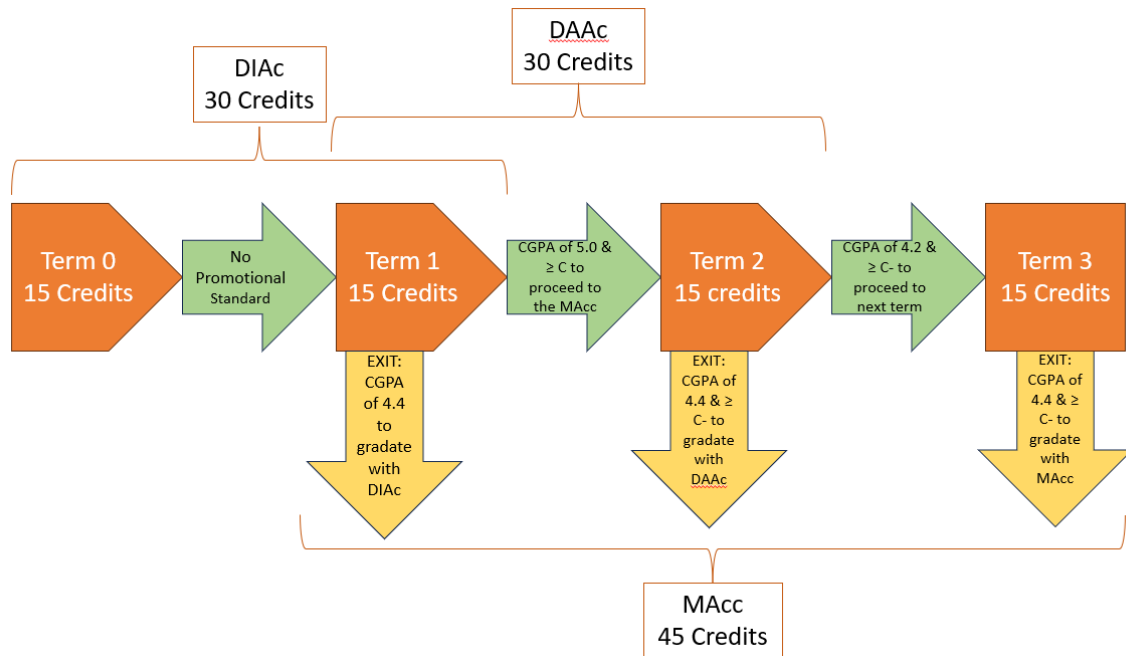 DAAc
30 Credits
DIAc
30 Credits
Term 0
15 Credits
No
Promotional
Standard
Term 1
15 Credits
CGPA of 5.0 &
≥ C to
proceed to
the MAcc
Term 2
15 credits
CGPA of 4.2 &
≥ C- to
proceed to
next term
Term 3
15 Credits
EXIT:
CGPA
of 4.4
to
gradate
with
DIAc
EXIT:
CGPA of
4.4 & ≥
C- to
gradate
with
DAAc
EXIT:
CGPA of
4.4 & ≥
C- to
gradate
with
MAcc
MAcc
45 Credits